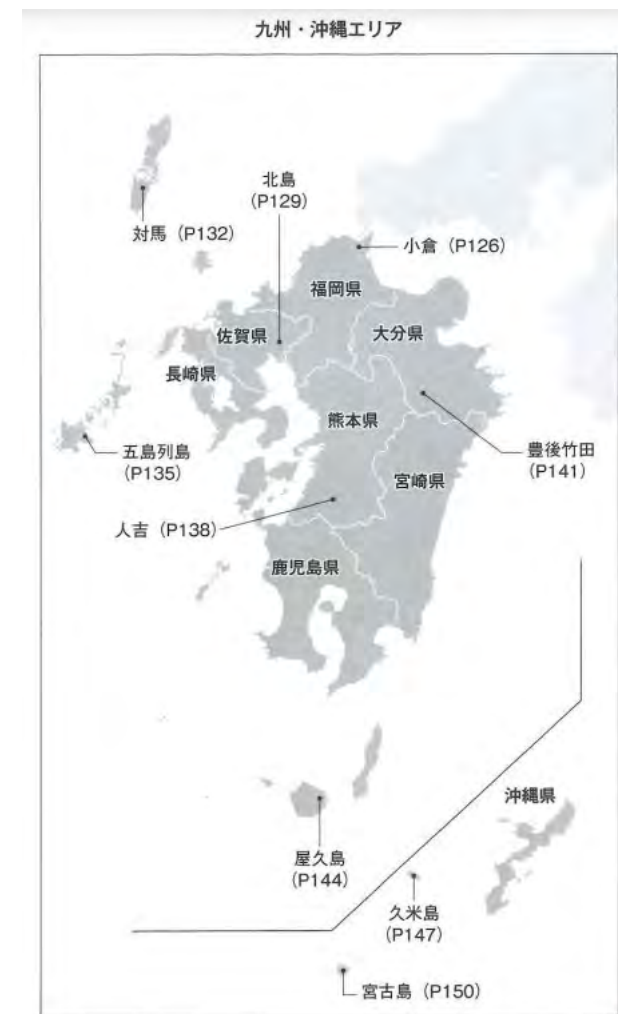 九州・沖縄エリア
北島
(P129)
対馬 (P132)
小倉 (P126)
福岡県
佐賀県
大分県
長崎県
熊本県
五島列島
(P135)
豊後竹田
(P141)
宮崎県
人吉 (P138)
鹿児島県
沖縄県
屋久島
(P144)
久米島
(P147)
宮古島 (P150)